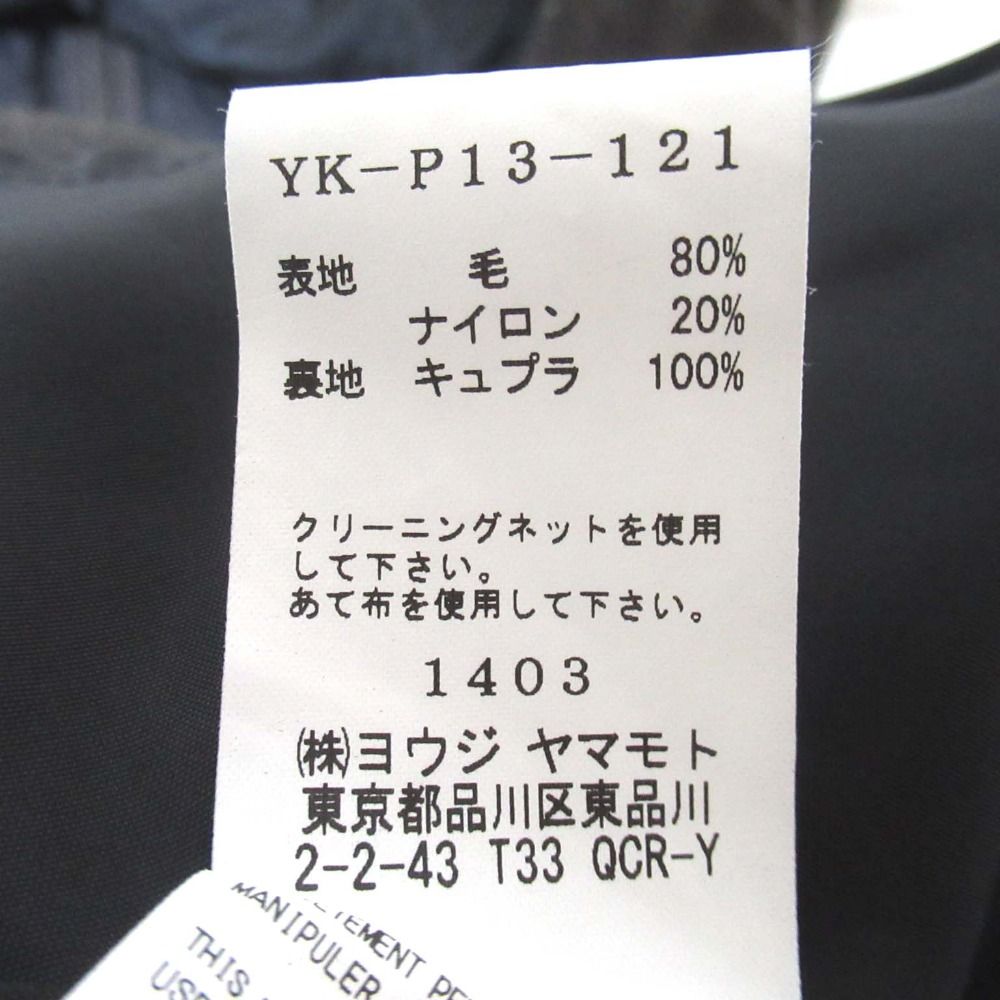 YK-P13-121
表地 毛 80%
ナイロン 20%
裏地 キュプラ 100%
クリーニングネットを使用
して下さい。
あて布を使用して下さい。
1403
㈱ヨウジ ヤマモト
東京都品川区東品川
2-2-43 T33 QCR-Y
MANIPULER
THIS